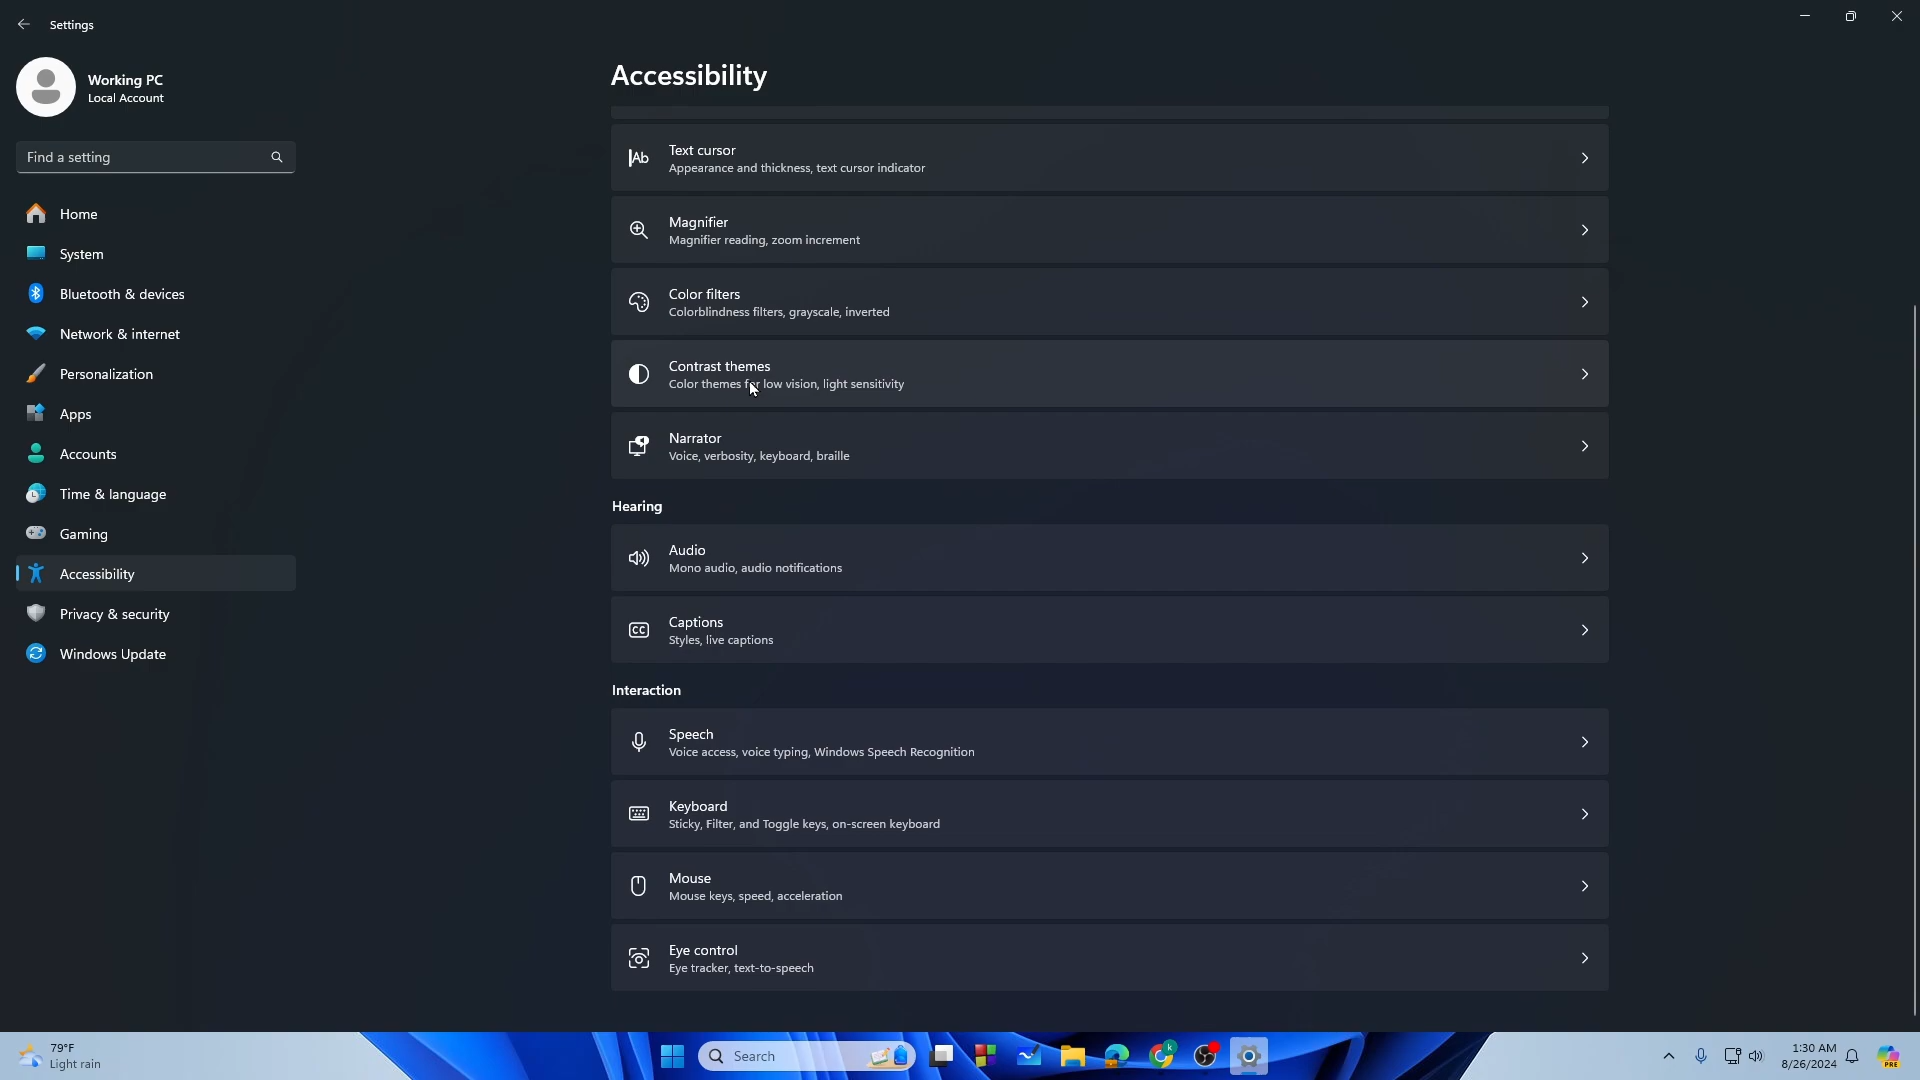 Settings
Working PC
Local Account
Find a setting
Home
System
Bluetooth & devices
Network & internet
Personalization
Apps
Accounts
Time & language
Gaming
Accessibility
Privacy & security
Windows Update
Accessibility
Text cursor
Appearance and thickness, text cursor indicator
Magnifier
Magnifier reading, zoom increment
Color filters
Colorblindness filters, grayscale, inverted
Contrast themes
Color themes for low vision, light sensitivity
Narrator
Voice, verbosity, keyboard, braille
Hearing
Audio
Mono audio, audio notifications
Captions
Styles, live captions
Interaction
Speech
Voice access, voice typing, Windows Speech Recognition
Keyboard
Sticky, Filter, and Toggle keys, on-screen keyboard
Mouse
Mouse keys, speed, acceleration
Eye control
Eye tracker, text-to-speech
79°F
Light rain
Search
1:30 AM
8/26/2024